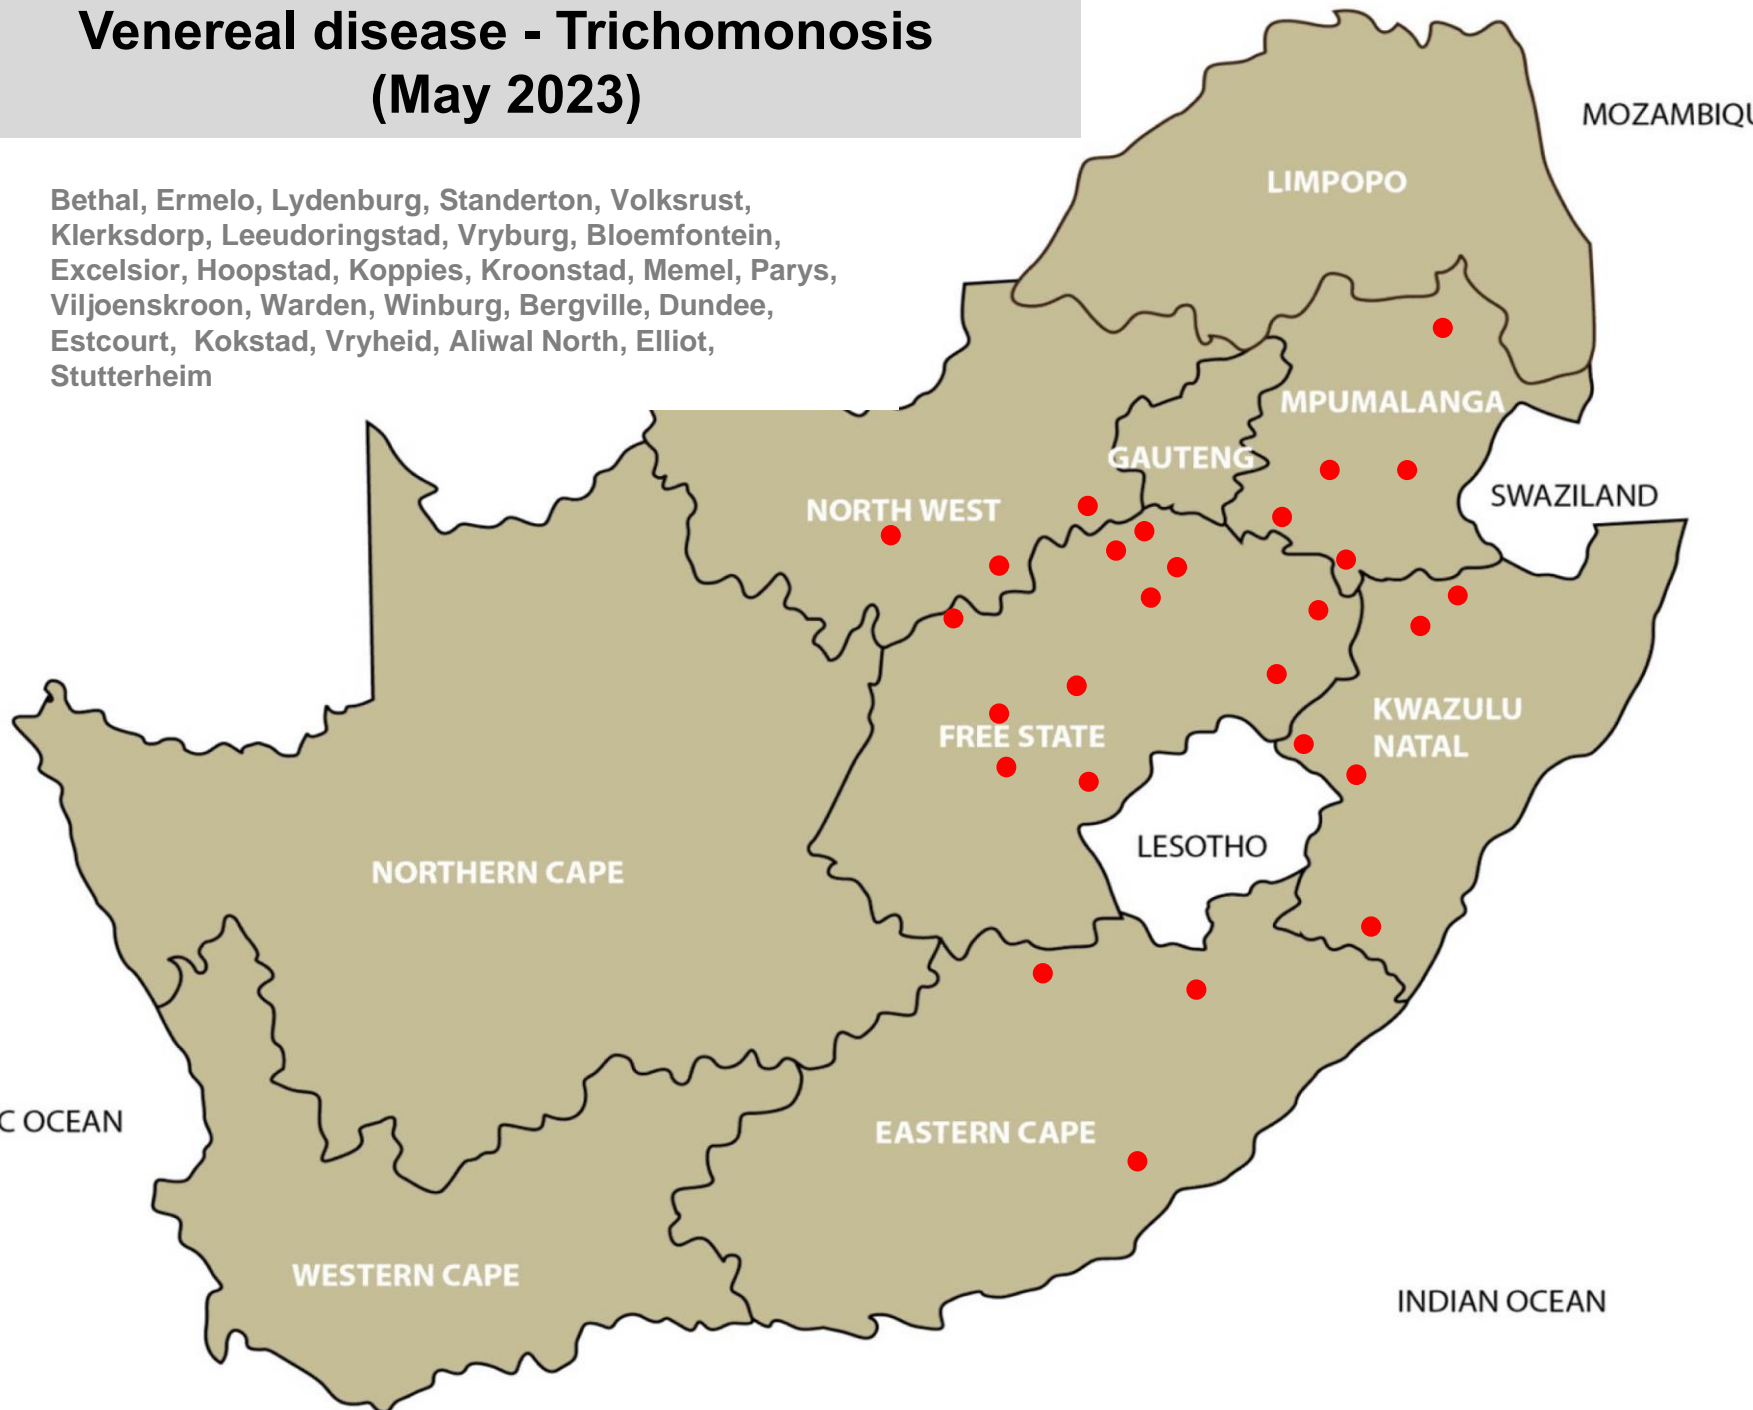 Venereal disease - Trichomonosis
(May 2023)
Bethal, Ermelo, Lydenburg, Standerton, Volksrust,
Klerksdorp, Leeudoringstad, Vryburg, Bloemfontein,
Excelsior, Hoopstad, Koppies, Kroonstad, Memel, Parys,
Viljoenskroon, Warden, Winburg, Bergville, Dundee,
Estcourt,  Kokstad, Vryheid, Aliwal North, Elliot,
Stutterheim
MOZAMBIQU
LIMPOPO
MPUMALANGA
GAUTENG
SWAZILAND
NORTH WEST
KWAZULU
NATAL
FREE STATE
LESOTHO
NORTHERN CAPE
C OCEAN
EASTERN CAPE
WESTERN CAPE
INDIAN OCEAN